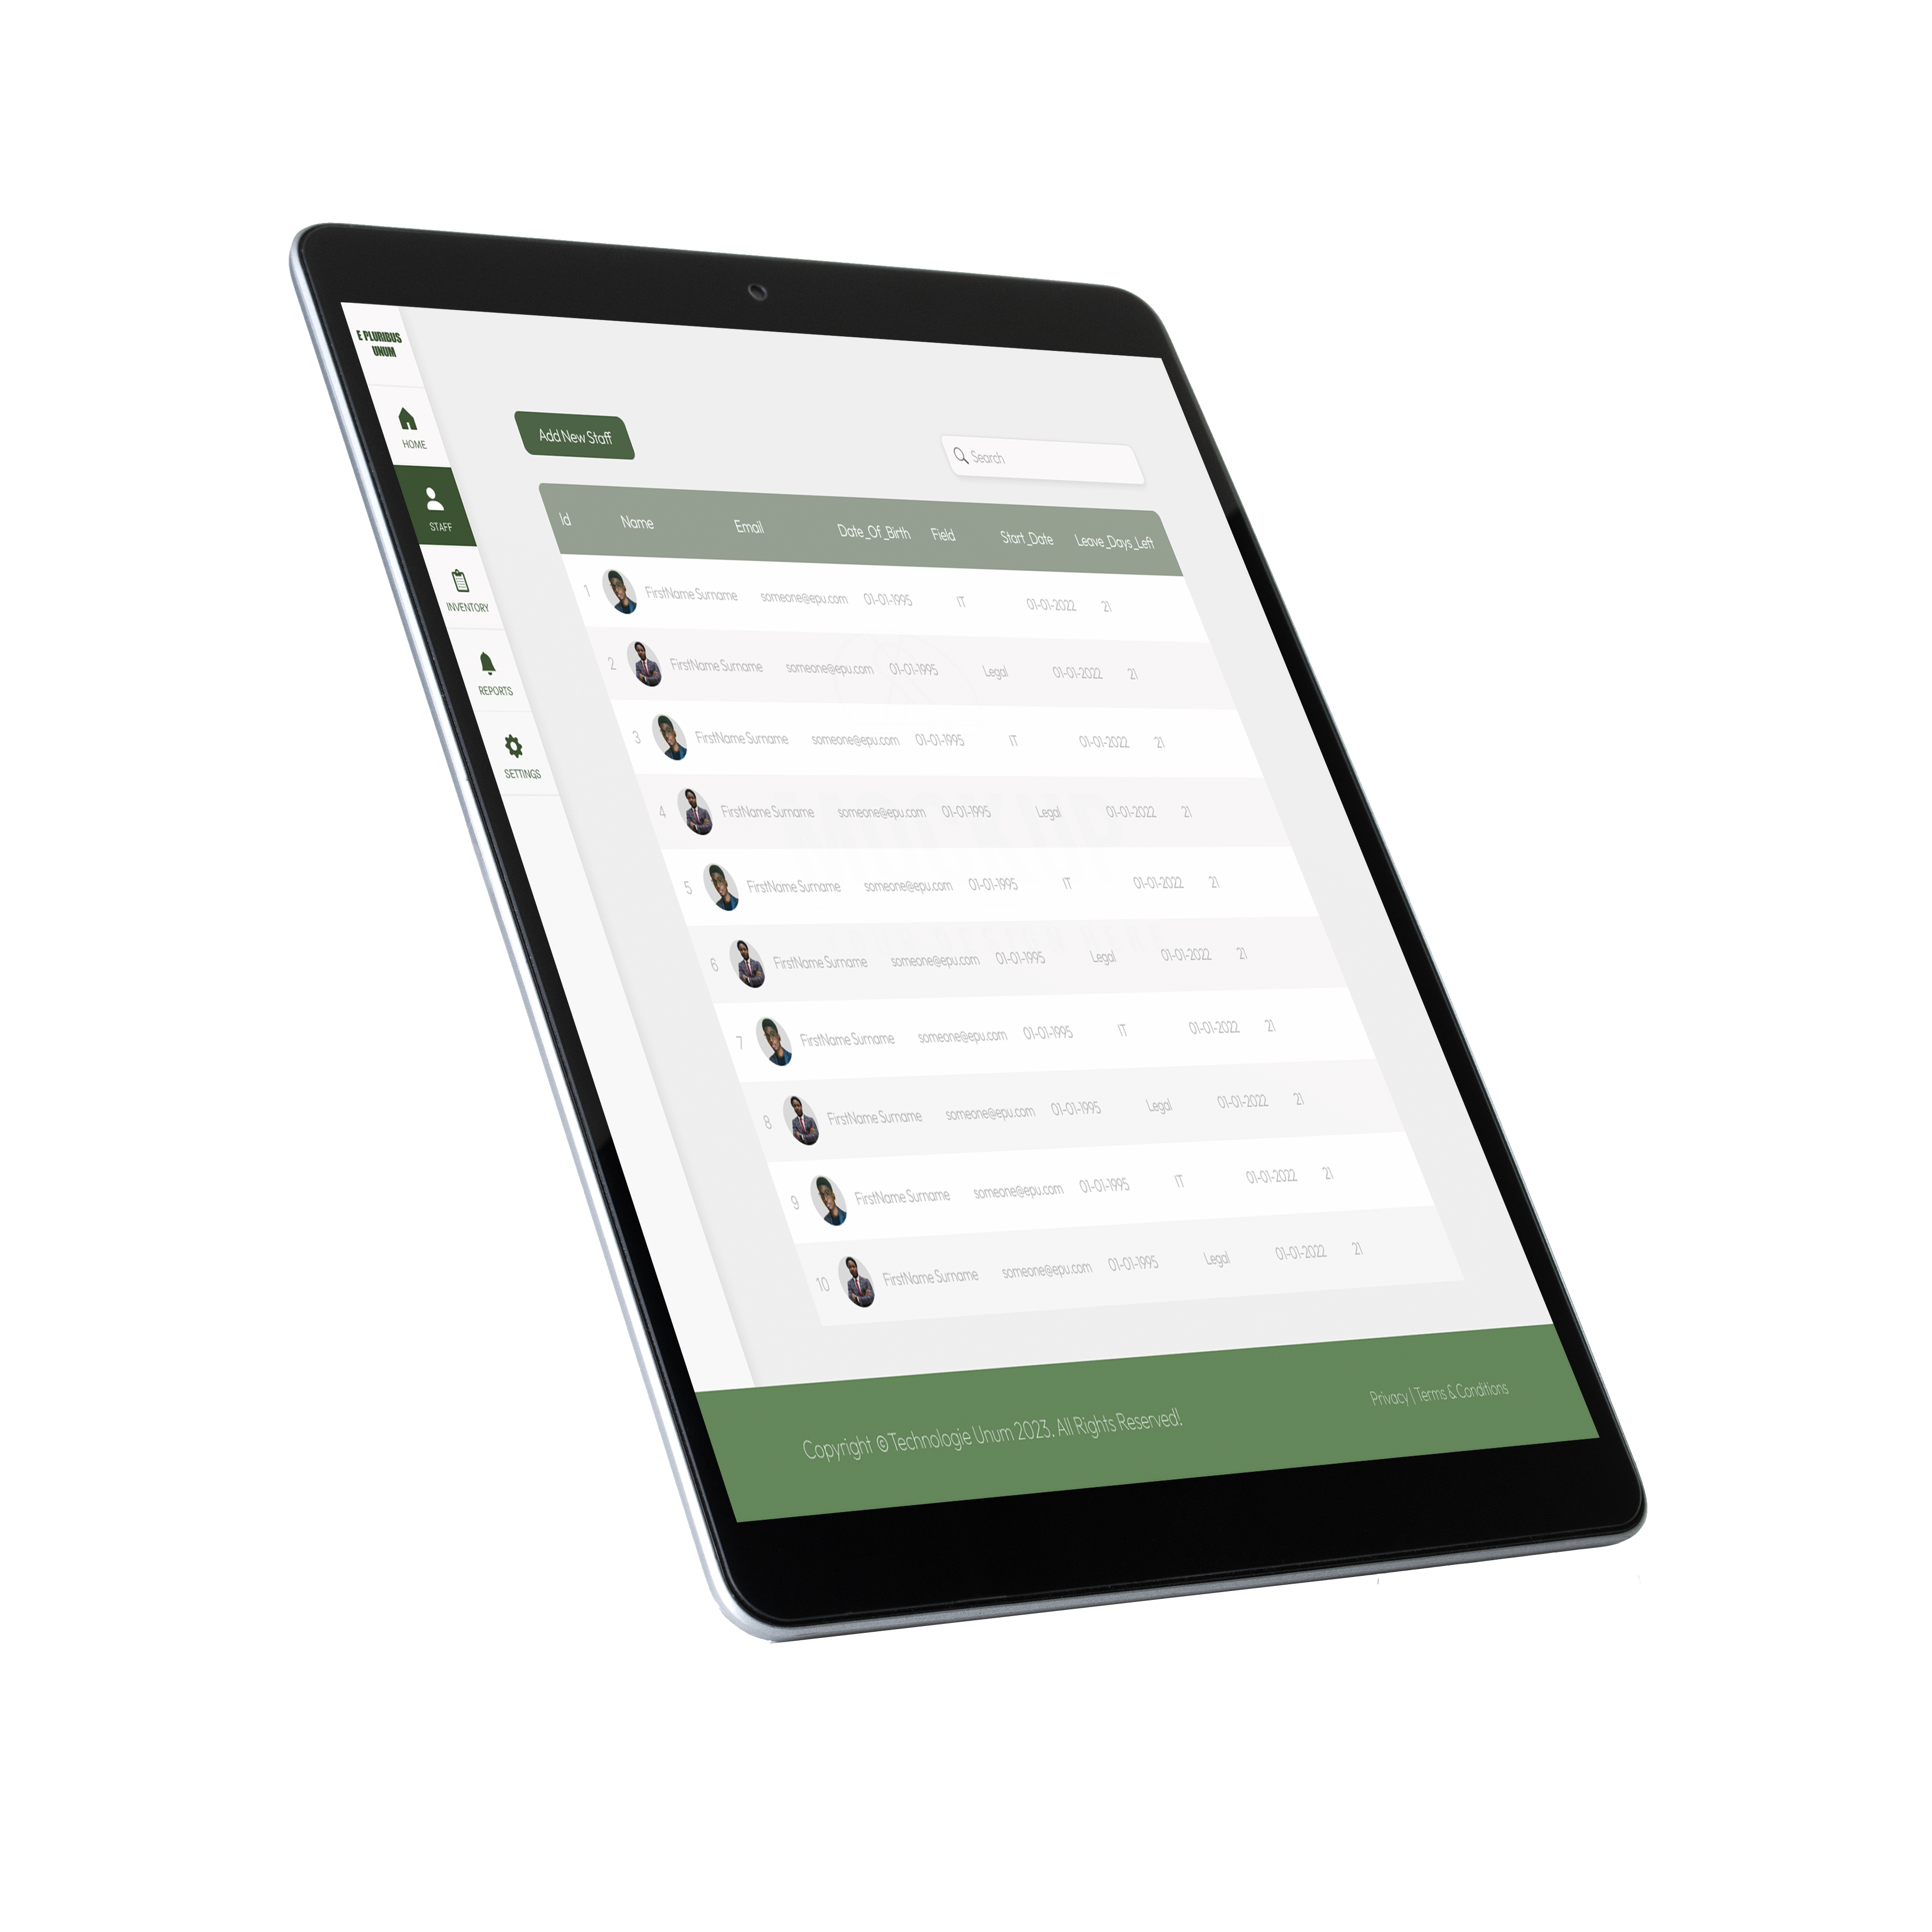 E PLURIBUS
UNUM
HOME
STAFF
INVENTORY
REPORTS
SETTINGS
Add New Staff
Search
Id Name Email Date_Of_Birth Field Start_Date Leave_Days_Left
1 FirstName Surname someone@epu.com 01-01-1995 IT 01-01-2022 21
2 FirstName Surname someone@epu.com 01-01-1995 Legal 01-01-2022 21
3 FirstName Surname someone@epu.com 01-01-1995 IT 01-01-2022 21
4 FirstName Surname someone@epu.com 01-01-1995 Legal 01-01-2022 21
5 FirstName Surname someone@epu.com 01-01-1995 IT 01-01-2022 21
6 FirstName Surname someone@epu.com 01-01-1995 Legal 01-01-2022 21
7 FirstName Surname someone@epu.com 01-01-1995 IT 01-01-2022 21
8 FirstName Surname someone@epu.com 01-01-1995 Legal 01-01-2022 21
9 FirstName Surname someone@epu.com 01-01-1995 IT 01-01-2022 21
10 FirstName Surname someone@epu.com 01-01-1995 Legal 01-01-2022 21
Copyright © Technologie Unum 2023. All Rights Reserved!
Privacy | Terms & Conditions